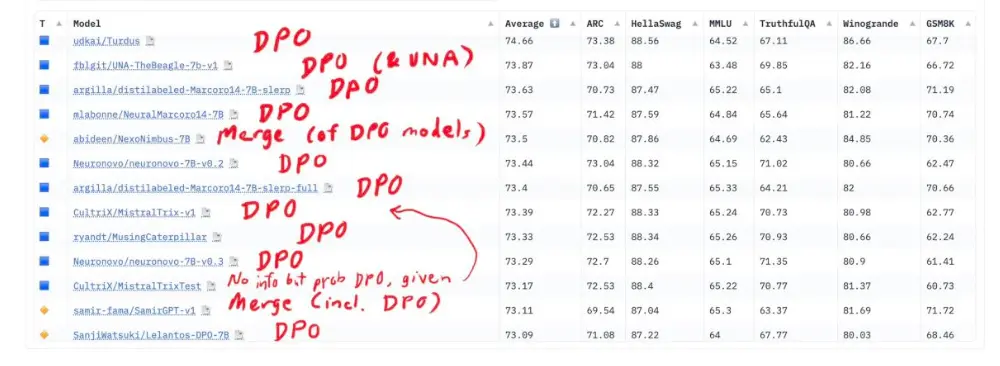 T Model Average ARC HellaSwag MMLU TruthfulQA Winogrande GSM8K
udkai/Turdus DPO 74.66 73.38 88.56 64.52 67.11 86.66 67.7
fblgit/UNA-TheBeagle-7b-v1 DPO (& UNA) 73.87 73.04 88 63.48 69.85 82.16 66.72
argilla/distilabeled-Marcoro14-7B-slerp DPO 73.63 70.73 87.47 65.22 65.1 82.08 71.19
mlabonne/NeuralMarcoro14-7B DPO 73.57 71.42 87.59 64.84 65.64 81.22 70.74
abideen/NexoNimbus-7B Merge (of DPO models) 73.5 70.82 87.86 64.69 62.43 84.85 70.36
Neuronovo/neuronovo-7B-v0.2 DPO 73.44 73.04 88.32 65.15 71.02 80.66 62.47
argilla/distilabeled-Marcoro14-7B-slerp-full DPO 73.4 70.65 87.55 65.33 64.21 82 70.66
CultriX/MistralTrix-v1 DPO 73.39 72.27 88.33 65.24 70.73 80.98 62.77
ryandt/MusingCaterpillar DPO 73.33 72.53 88.34 65.26 70.93 80.66 62.24
Neuronovo/neuronovo-7B-v0.3 DPO 73.29 72.7 88.26 65.1 71.35 80.9 61.41
CultriX/MistralTrixTest No info but prob DPO, given 73.17 72.53 88.4 65.22 70.77 81.37 60.73
samir-fama/SamirGPT-v1 Merge (incl. DPO) 73.11 69.54 87.04 65.3 63.37 81.69 71.72
SanjiWatsuki/Lelantos-DPO-7B DPO 73.09 71.08 87.22 64 67.77 80.03 68.46